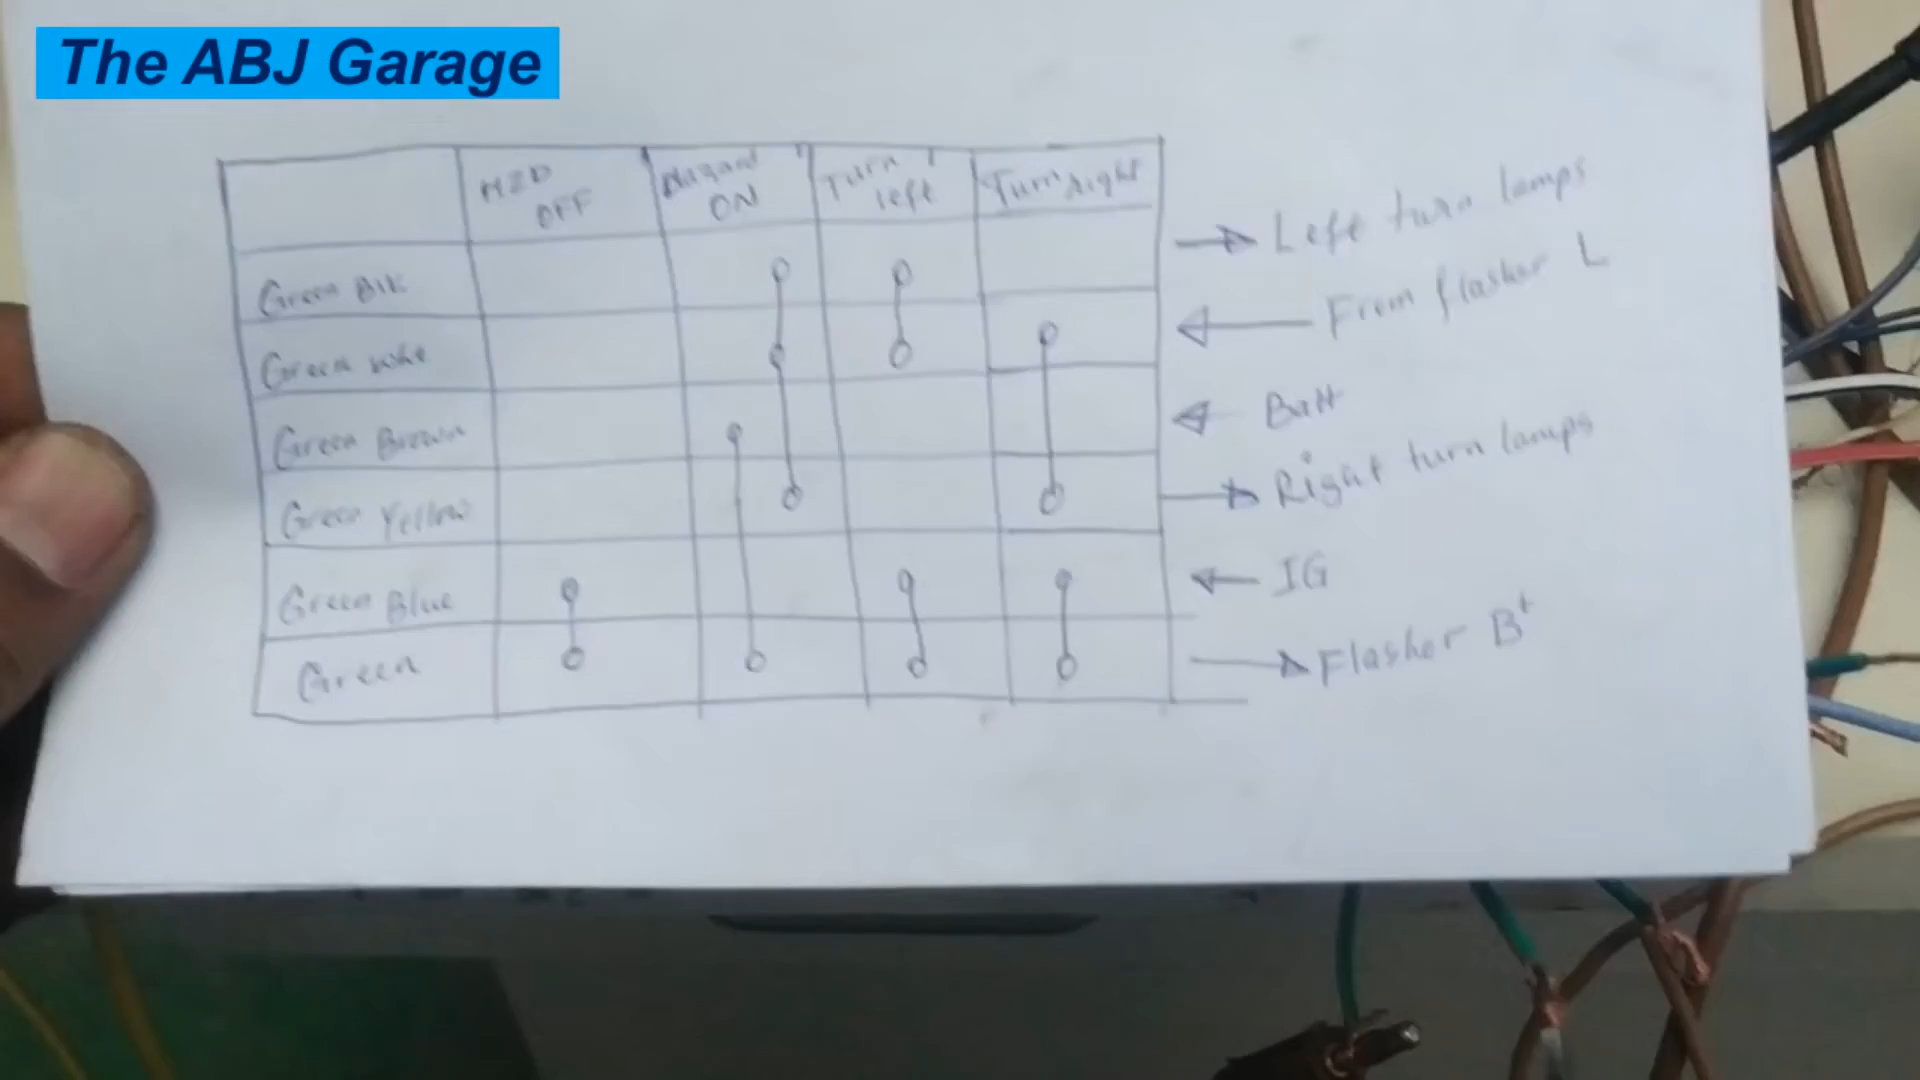 The ABJ Garage
HZD
OFF
Hazard
ON
Turn
left
Turn right
Green Blk
Green Whe
Green Brown
Green Yellow
Green Blue
Green
Left turn lamps
From flasher L
Batt
Right turn lamps
IG
Flasher B+